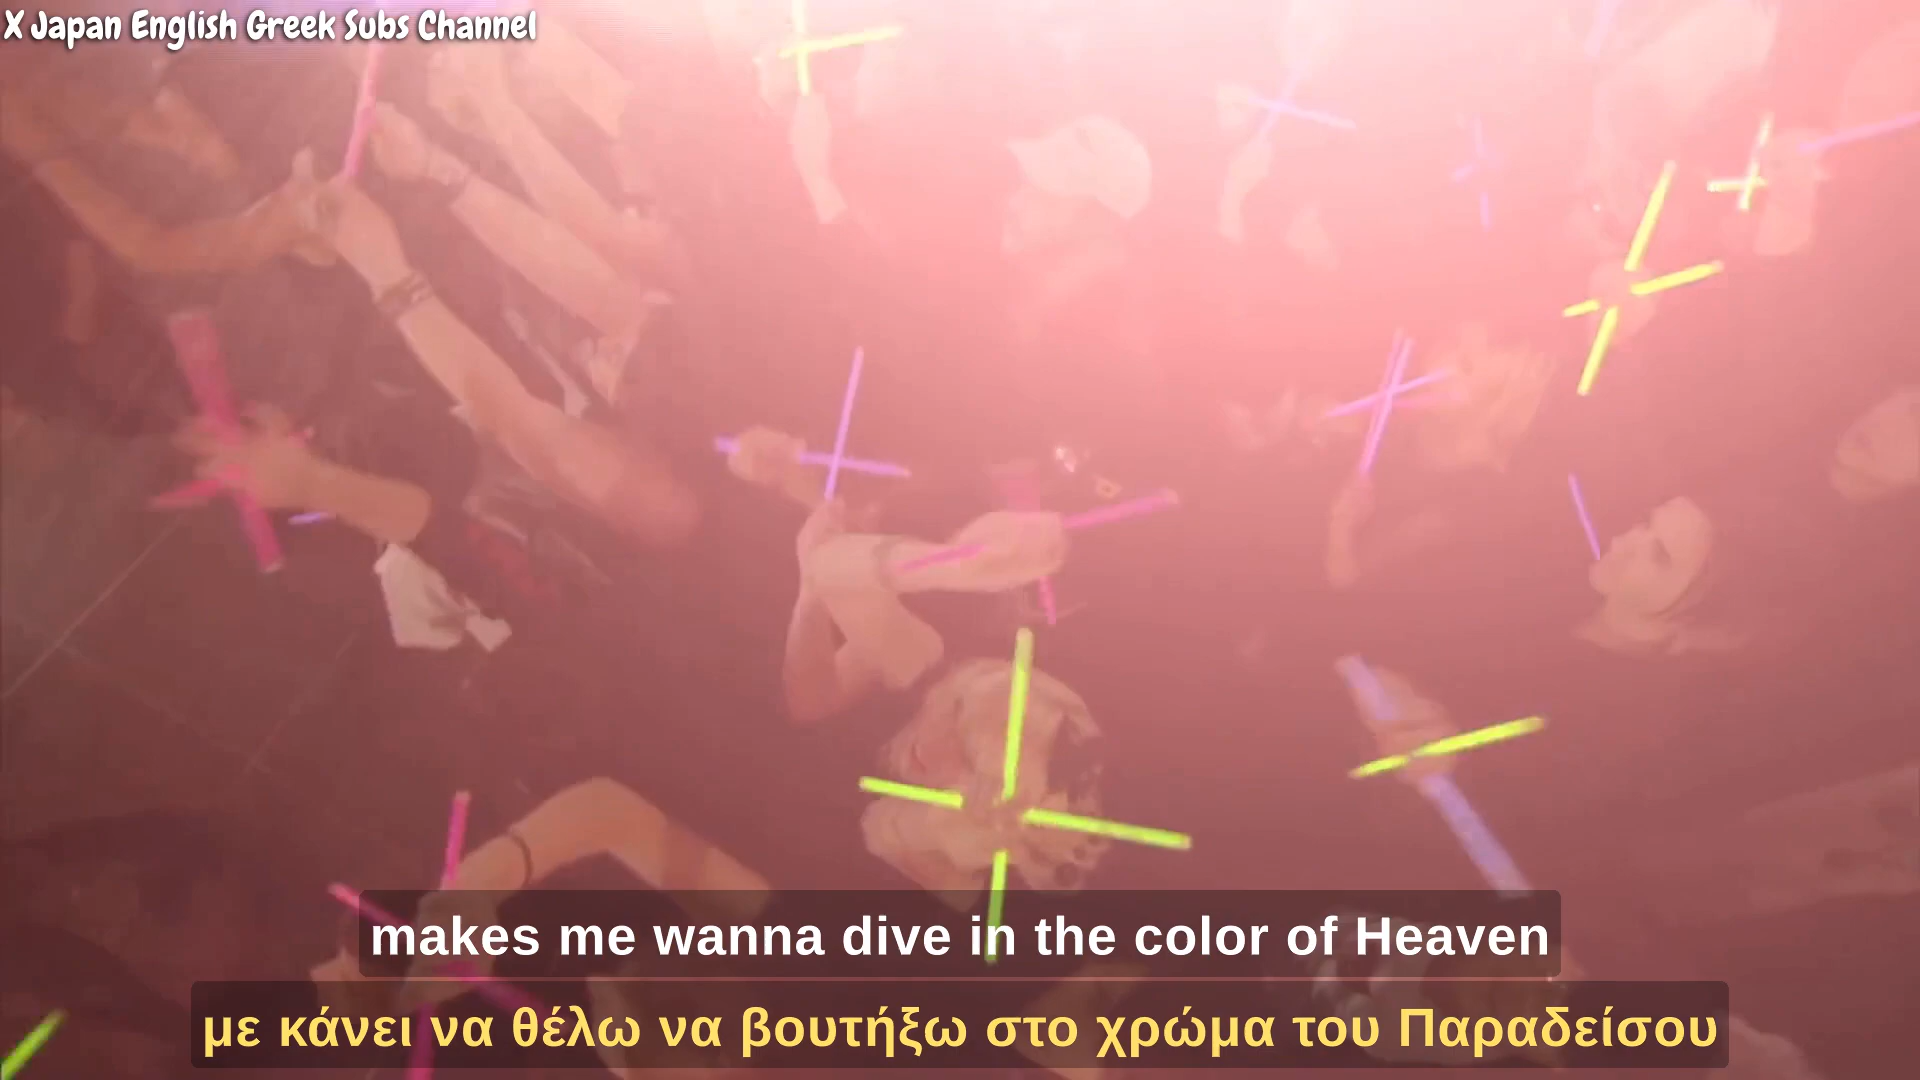 X Japan English Greek Subs Channel
makes me wanna dive in the color of Heaven
με κάνει να θέλω να βουτήξω στο χρώμα του Παραδείσου